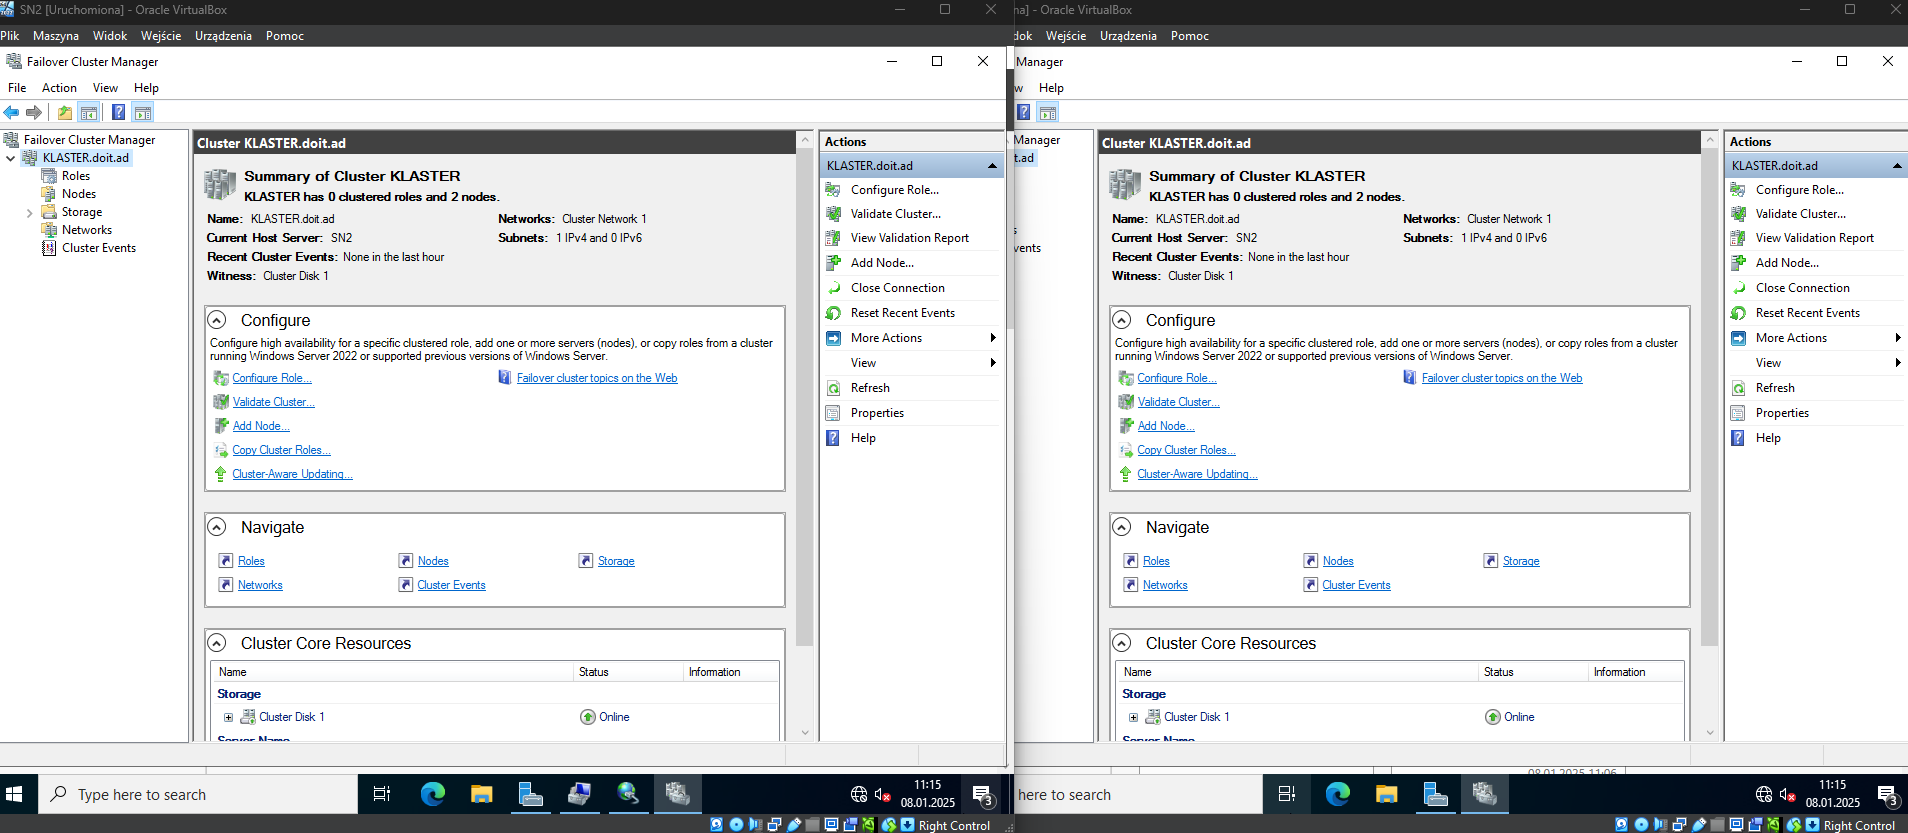 SN2 [Uruchomiona] - Oracle VirtualBox
Plik Maszyna Widok Wejście Urządzenia Pomoc
Failover Cluster Manager
File Action View Help
Failover Cluster Manager
KLASTER.doit.ad
Roles
Nodes
Storage
Networks
Cluster Events
Cluster KLASTER.doit.ad
Summary of Cluster KLASTER
KLASTER has 0 clustered roles and 2 nodes.
Name: KLASTER.doit.ad
Networks: Cluster Network 1
Current Host Server: SN2
Subnets: 1 IPv4 and 0 IPv6
Recent Cluster Events: None in the last hour
Witness: Cluster Disk 1
Configure
Configure high availability for a specific clustered role, add one or more servers (nodes), or copy roles from a cluster
running Windows Server 2022 or supported previous versions of Windows Server.
Configure Role...
Failover cluster topics on the Web
Validate Cluster...
Add Node...
Copy Cluster Roles...
Cluster-Aware Updating...
Navigate
Roles Nodes Storage
Networks Cluster Events
Cluster Core Resources
Name Status Information
Storage
Cluster Disk 1 Online
Server Name
Actions
KLASTER.doit.ad
Configure Role...
Validate Cluster...
View Validation Report
Add Node...
Close Connection
Reset Recent Events
More Actions
View
Refresh
Properties
Help
Type here to search
11:15
08.01.2025
3
Right Control
na] - Oracle VirtualBox
dok Wejście Urządzenia Pomoc
Manager
w Help
Manager
t.ad
s
vents
Cluster KLASTER.doit.ad
Summary of Cluster KLASTER
KLASTER has 0 clustered roles and 2 nodes.
Name: KLASTER.doit.ad
Networks: Cluster Network 1
Current Host Server: SN2
Subnets: 1 IPv4 and 0 IPv6
Recent Cluster Events: None in the last hour
Witness: Cluster Disk 1
Configure
Configure high availability for a specific clustered role, add one or more servers (nodes), or copy roles from a cluster
running Windows Server 2022 or supported previous versions of Windows Server.
Configure Role...
Failover cluster topics on the Web
Validate Cluster...
Add Node...
Copy Cluster Roles...
Cluster-Aware Updating...
Navigate
Roles Nodes Storage
Networks Cluster Events
Cluster Core Resources
Name Status Information
Storage
Cluster Disk 1 Online
Server Name
Actions
KLASTER.doit.ad
Configure Role...
Validate Cluster...
View Validation Report
Add Node...
Close Connection
Reset Recent Events
More Actions
View
Refresh
Properties
Help
08.01.2025 11:06
here to search
11:15
08.01.2025
3
Right Control